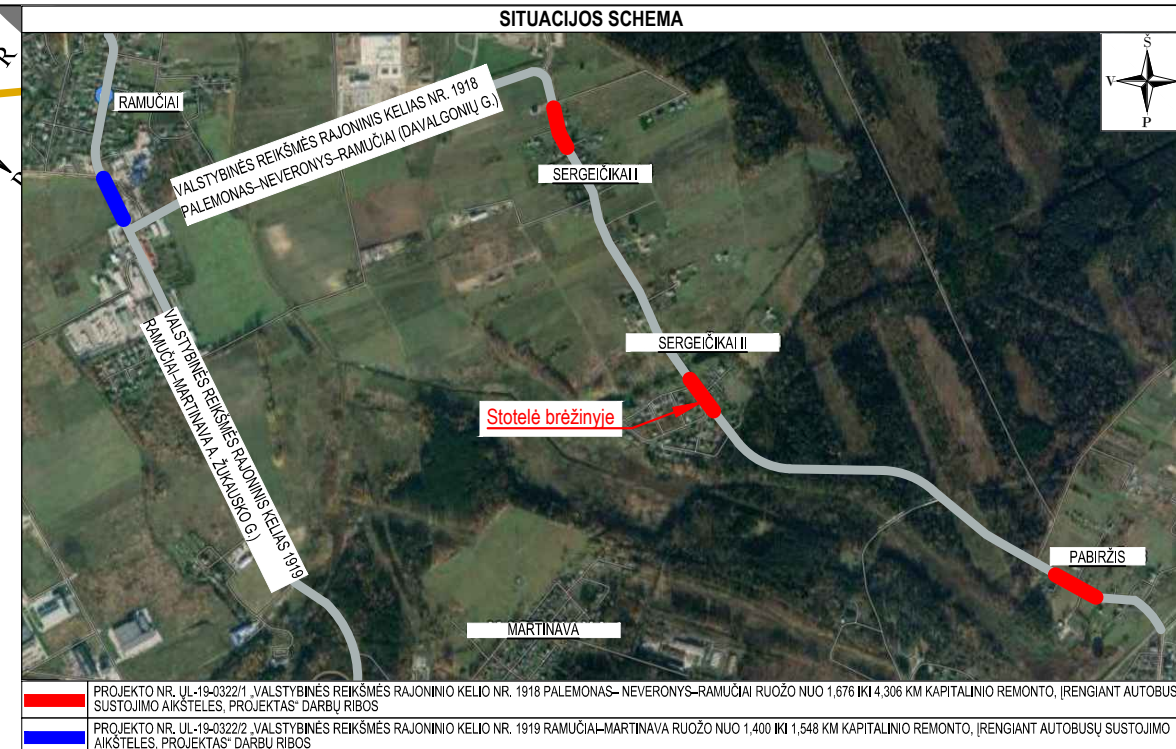 SITUACIJOS SCHEMA
R
Š
V
P
RAMUČIAI
VALSTYBINĖS REIKŠMĖS RAJONINIS KELIAS NR. 1918
PALEMONAS–NEVERONYS–RAMUČIAI (DAVALGONIŲ G.)
SERGEIČIKAI I
SERGEIČIKAI II
Stotelė brėžinyje
VALSTYBINĖS REIKŠMĖS RAJONINIS KELIAS 1919
RAMUČIAI–MARTINAVA A. ŽUKAUSKO G.)
PABIRŽIS
MARTINAVA
PROJEKTO NR. UL-19-0322/1 „VALSTYBINĖS REIKŠMĖS RAJONINIO KELIO NR. 1918 PALEMONAS– NEVERONYS–RAMUČIAI RUOŽO NUO 1,676 IKI 4,306 KM KAPITALINIO REMONTO, ĮRENGIANT AUTOBUS
SUSTOJIMO AIKŠTELES, PROJEKTAS“ DARBŲ RIBOS
PROJEKTO NR. UL-19-0322/2 „VALSTYBINĖS REIKŠMĖS RAJONINIO KELIO NR. 1919 RAMUČIAI–MARTINAVA RUOŽO NUO 1,400 IKI 1,548 KM KAPITALINIO REMONTO, ĮRENGIANT AUTOBUSŲ SUSTOJIMO
AIKŠTELES, PROJEKTAS“ DARBŲ RIBOS